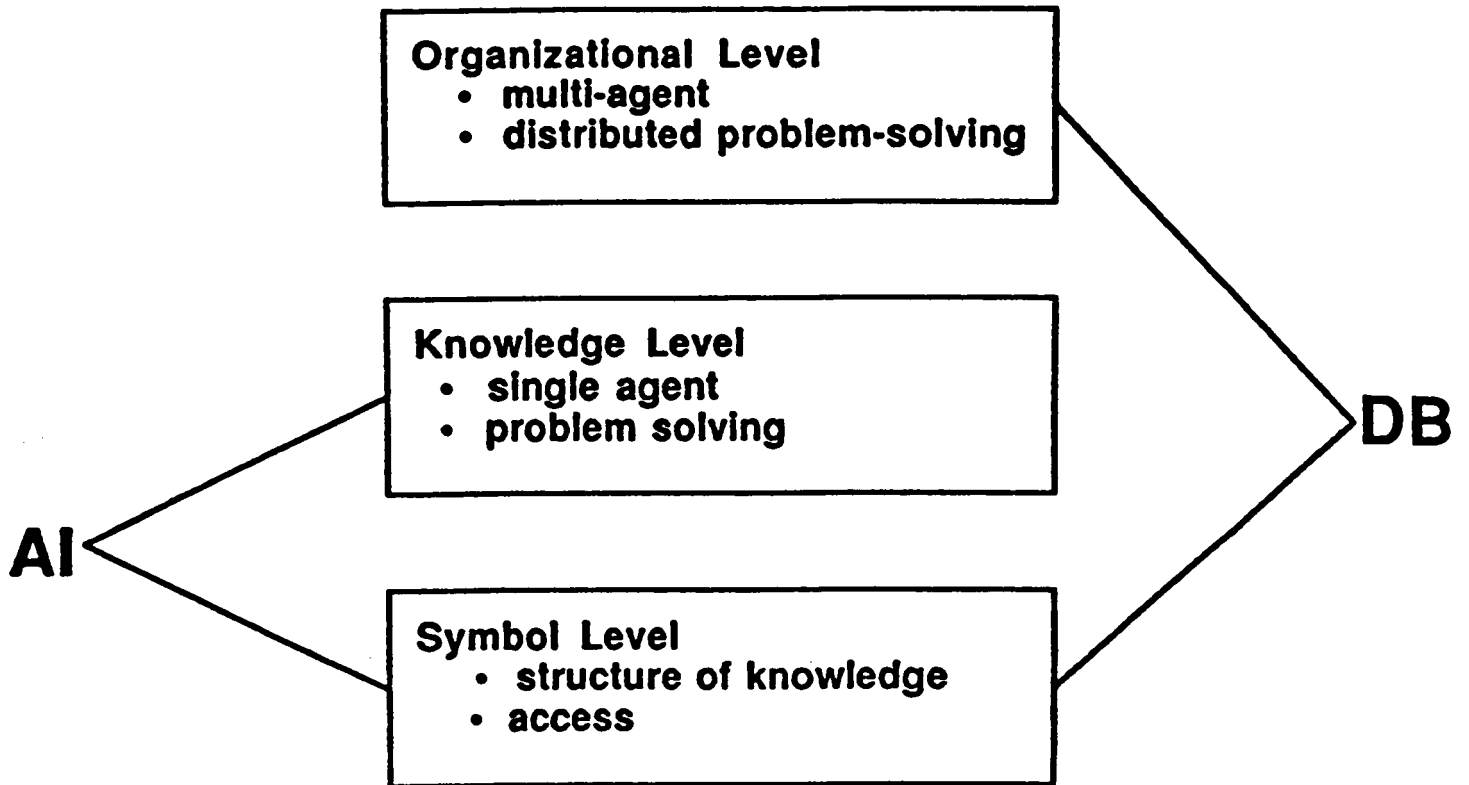 Organizational Level
• multi-agent
• distributed problem-solving
Knowledge Level
• single agent
• problem solving
DB
AI
Symbol Level
• structure of knowledge
• access